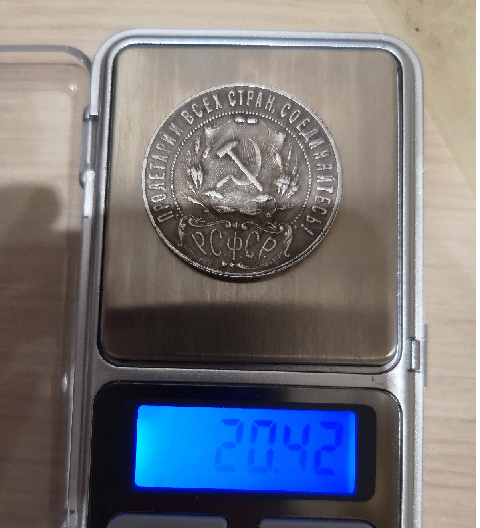 ПРОЛЕТАРИИ ВСЕХ СТРАН, СОЕДИНЯЙТЕСЬ!
Р.С.Ф.С.Р.
20.42